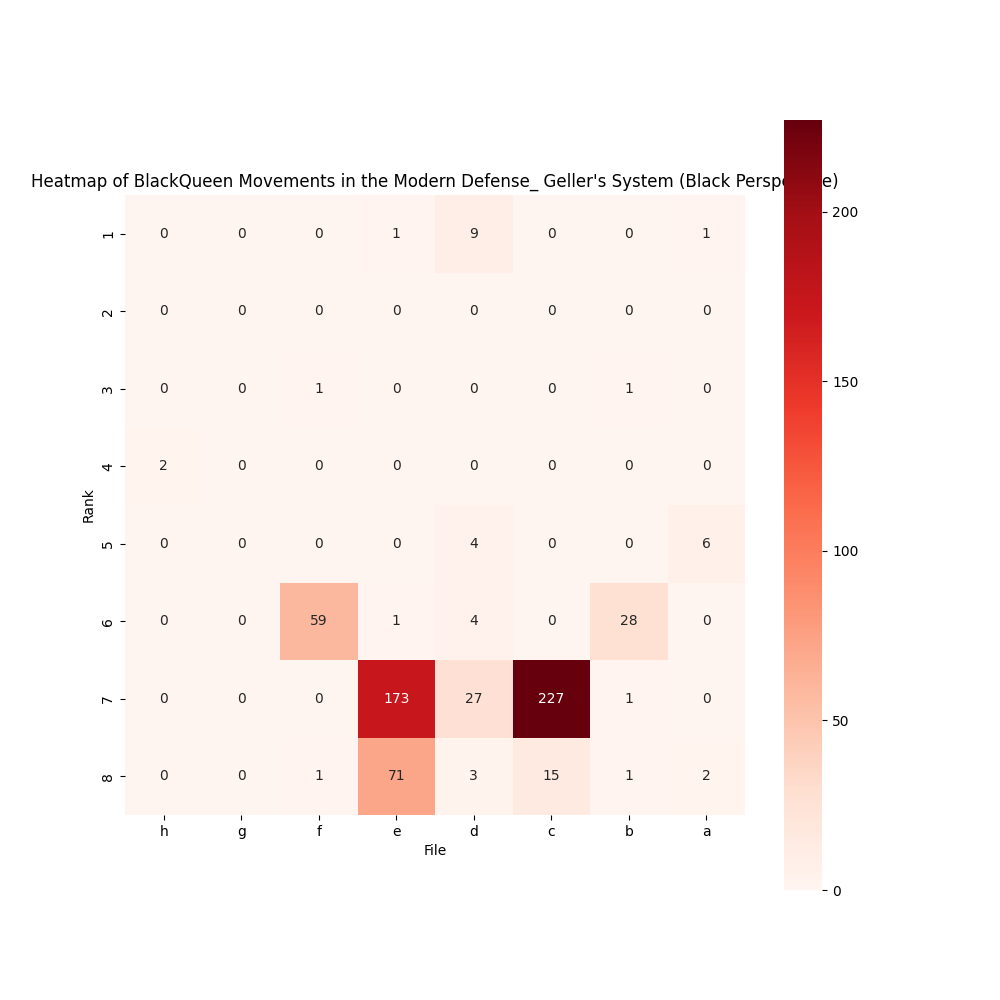 Heatmap of BlackQueen Movements in the Modern Defense_ Geller's System (Black Perspe e)
1 0 0 0 1 9 0 0 1
2 0 0 0 0 0 0 0 0
3 0 0 1 0 0 0 1 0
4 2 0 0 0 0 0 0 0
Rank
5 0 0 0 0 4 0 0 6
6 0 0 59 1 4 0 28 0
7 0 0 0 173 27 227 1 0
8 0 0 1 71 3 15 1 2
h g f e d c b a
File
200
150
100
50
0